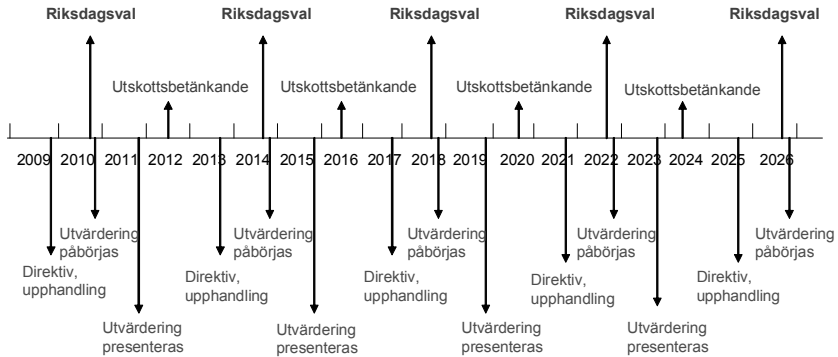 Riksdagsval Riksdagsval Riksdagsval Riksdagsval Riksdagsval
Utskottsbetänkande Utskottsbetänkande Utskottsbetänkande Utskottsbetänkande
2009 2010 2011 2012 2013 2014 2015 2016 2017 2018 2019 2020 2021 2022 2023 2024 2025 2026
Utvärdering Utvärdering Utvärdering Utvärdering Utvärdering
påbörjas påbörjas påbörjas påbörjas påbörjas
Direktiv, Direktiv, Direktiv, Direktiv, Direktiv,
upphandling upphandling upphandling upphandling upphandling
Utvärdering Utvärdering Utvärdering Utvärdering
presenteras presenteras presenteras presenteras